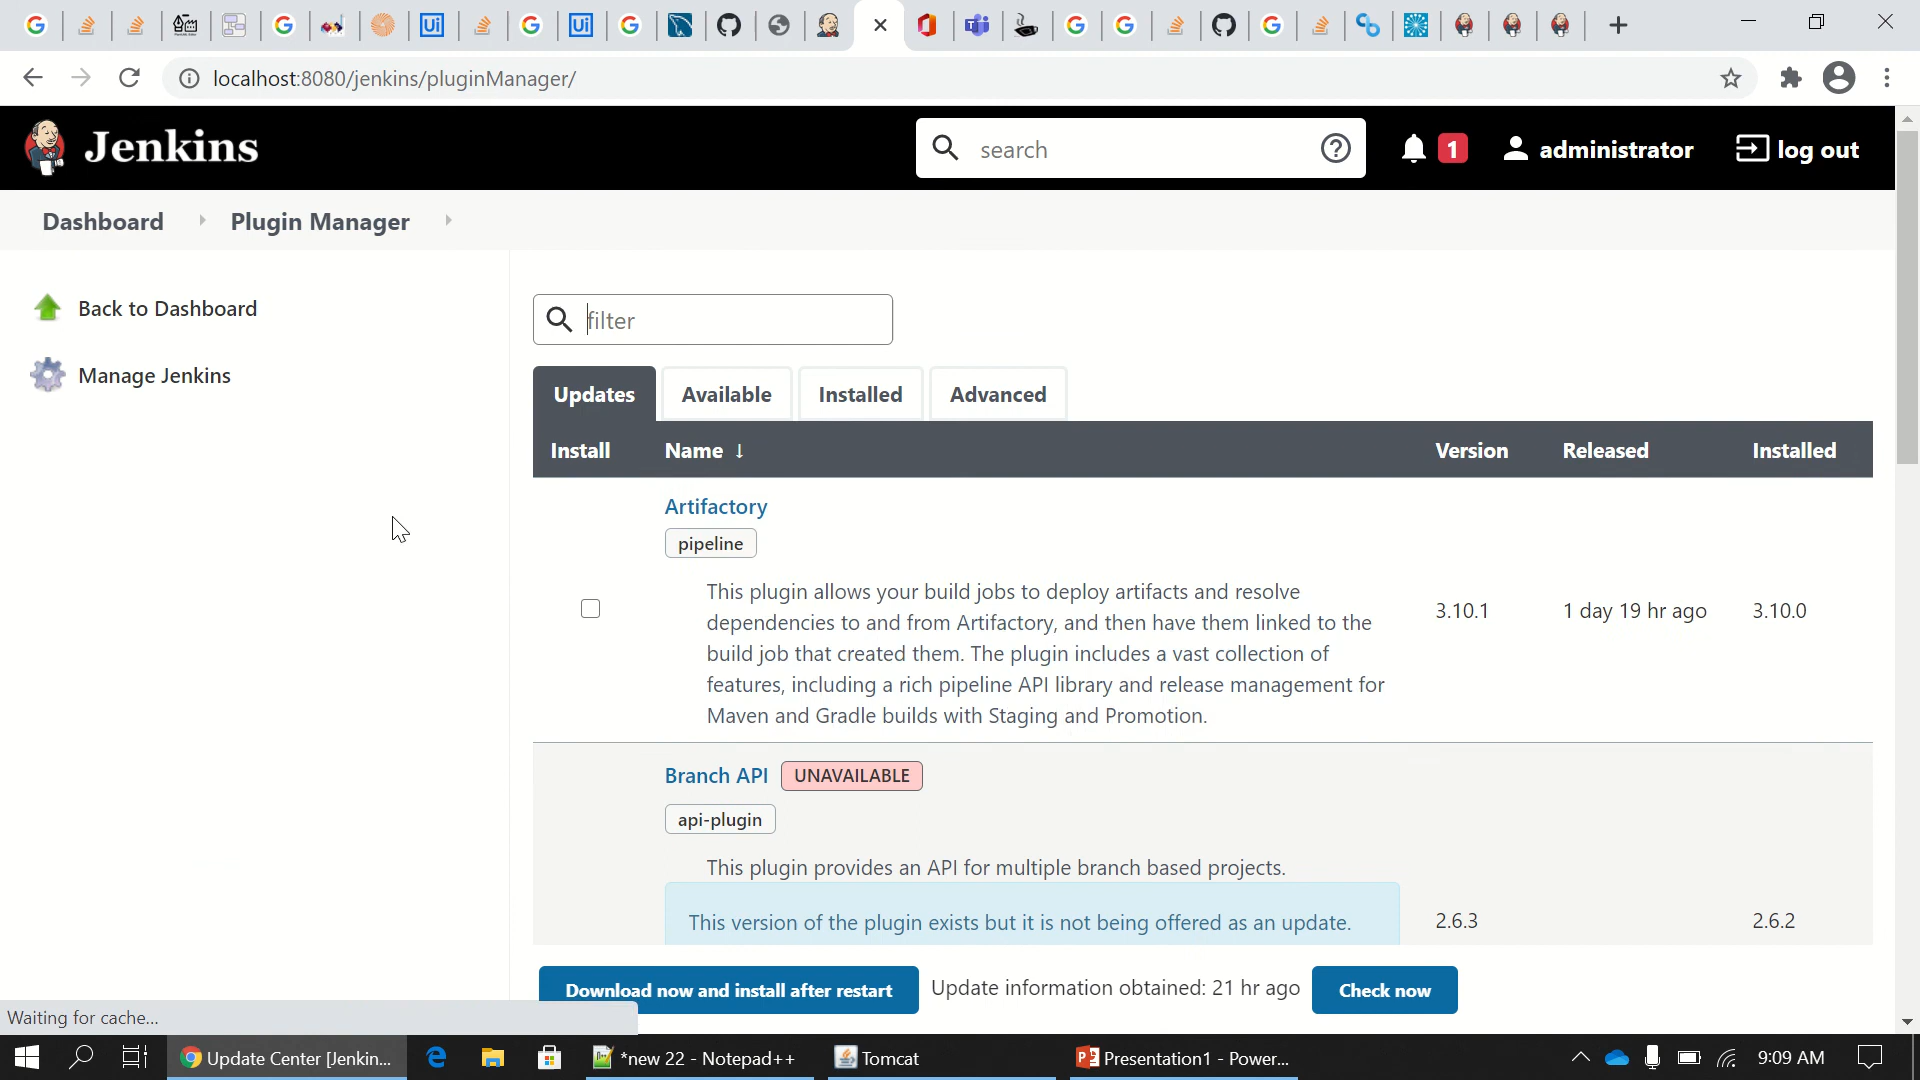 localhost:8080/jenkins/pluginManager/
Jenkins
search
1
administrator
log out
Dashboard
Plugin Manager
Back to Dashboard
Manage Jenkins
filter
Updates
Available
Installed
Advanced
Install
Name ↓
Version
Released
Installed
Artifactory
pipeline
This plugin allows your build jobs to deploy artifacts and resolve
dependencies to and from Artifactory, and then have them linked to the
build job that created them. The plugin includes a vast collection of
features, including a rich pipeline API library and release management for
Maven and Gradle builds with Staging and Promotion.
3.10.1
1 day 19 hr ago
3.10.0
Branch API
UNAVAILABLE
api-plugin
This plugin provides an API for multiple branch based projects.
This version of the plugin exists but it is not being offered as an update.
2.6.3
2.6.2
Download now and install after restart
Update information obtained: 21 hr ago
Check now
Waiting for cache...
Update Center [Jenkin...
*new 22 - Notepad++
Tomcat
Presentation1 - Power...
9:09 AM